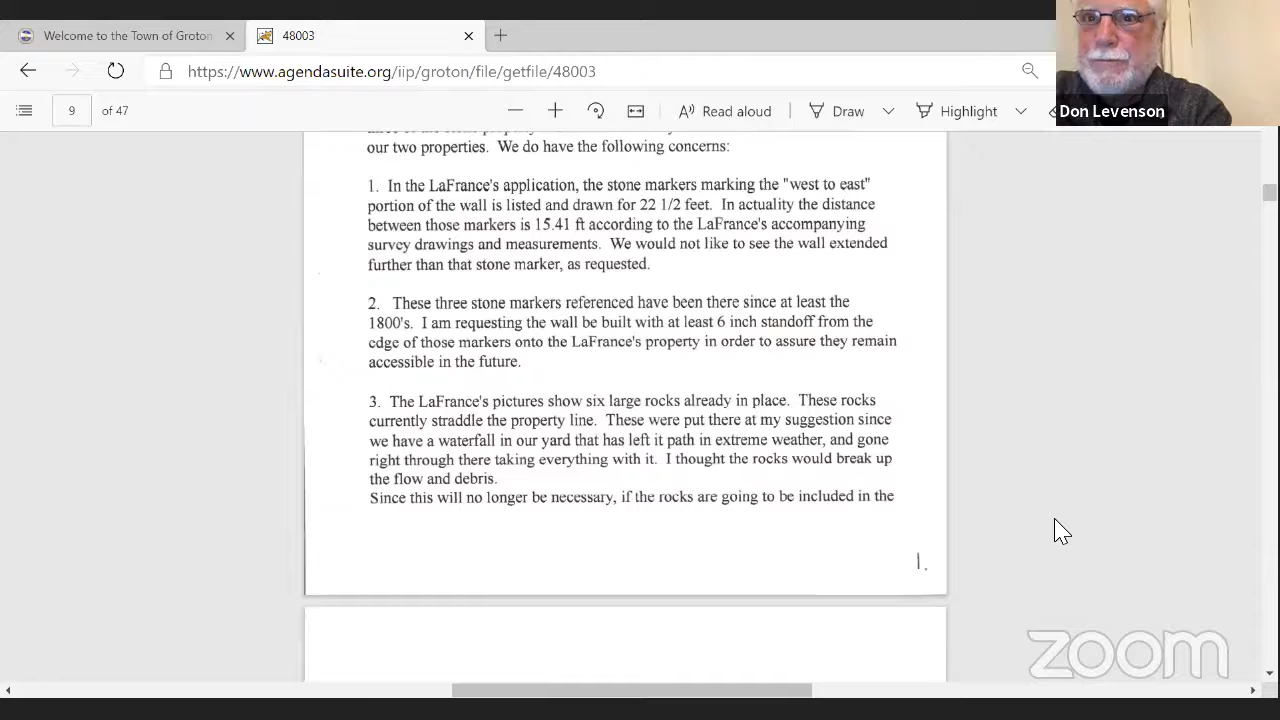 Welcome to the Town of Groton
48003
https://www.agendasuite.org/iip/groton/file/getfile/48003
Don Levenson
9 of 47
Read aloud
Draw
Highlight
our two properties. We do have the following concerns:
1. In the LaFrance's application, the stone markers marking the "west to east"
portion of the wall is listed and drawn for 22 1/2 feet. In actuality the distance
between those markers is 15.41 ft according to the LaFrance's accompanying
survey drawings and measurements. We would not like to see the wall extended
further than that stone marker, as requested.
2. These three stone markers referenced have been there since at least the
1800's. I am requesting the wall be built with at least 6 inch standoff from the
edge of those markers onto the LaFrance's property in order to assure they remain
accessible in the future.
3. The LaFrance's pictures show six large rocks already in place. These rocks
currently straddle the property line. These were put there at my suggestion since
we have a waterfall in our yard that has left it path in extreme weather, and gone
right through there taking everything with it. I thought the rocks would break up
the flow and debris.
Since this will no longer be necessary, if the rocks are going to be included in the
1.
zoom